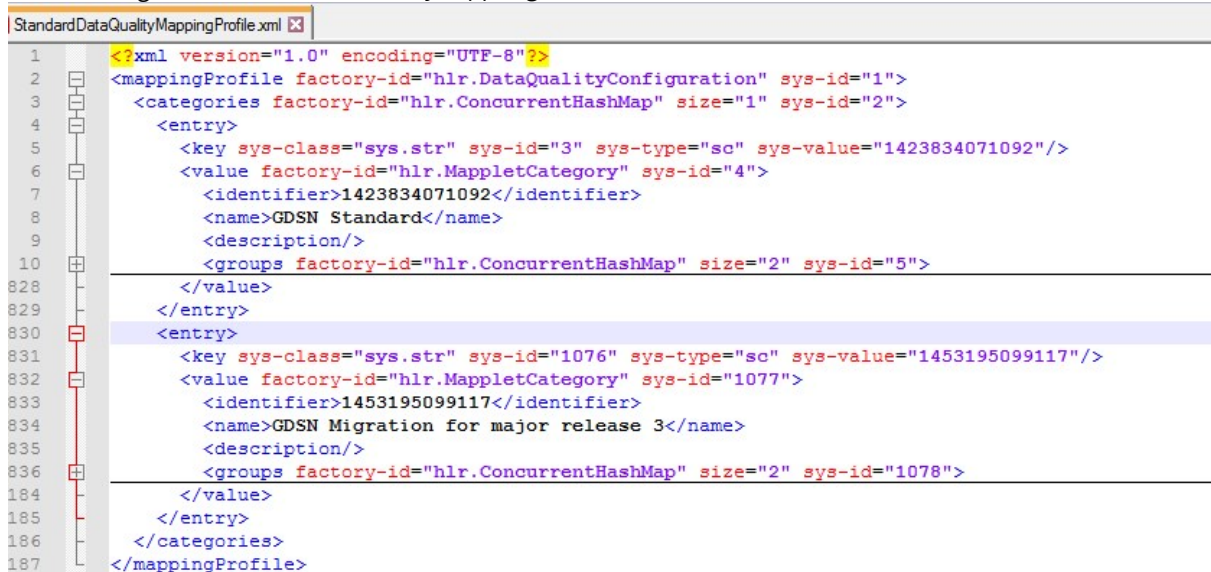 StandardDataQualityMappingProfile.xml
1 <?xml version="1.0" encoding="UTF-8"?>
2 <mappingProfile factory-id="hlr.DataQualityConfiguration" sys-id="1">
3 <categories factory-id="hlr.ConcurrentHashMap" size="1" sys-id="2">
4 <entry>
5 <key sys-class="sys.str" sys-id="3" sys-type="sc" sys-value="1423834071092"/>
6 <value factory-id="hlr.MappletCategory" sys-id="4">
7 <identifier>1423834071092</identifier>
8 <name>GDSN Standard</name>
9 <description/>
10 <groups factory-id="hlr.ConcurrentHashMap" size="2" sys-id="5">
828 </value>
829 </entry>
830 <entry>
831 <key sys-class="sys.str" sys-id="1076" sys-type="sc" sys-value="1453195099117"/>
832 <value factory-id="hlr.MappletCategory" sys-id="1077">
833 <identifier>1453195099117</identifier>
834 <name>GDSN Migration for major release 3</name>
835 <description/>
836 <groups factory-id="hlr.ConcurrentHashMap" size="2" sys-id="1078">
184 </value>
185 </entry>
186 </categories>
187 </mappingProfile>